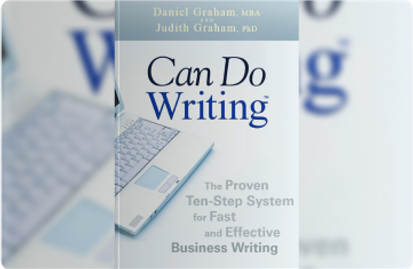 Daniel Graham, MBA
AND
Judith Graham, PhD
Can Do
Writing™
The Proven
Ten-Step System
for Fast
and Effective
Business Writing